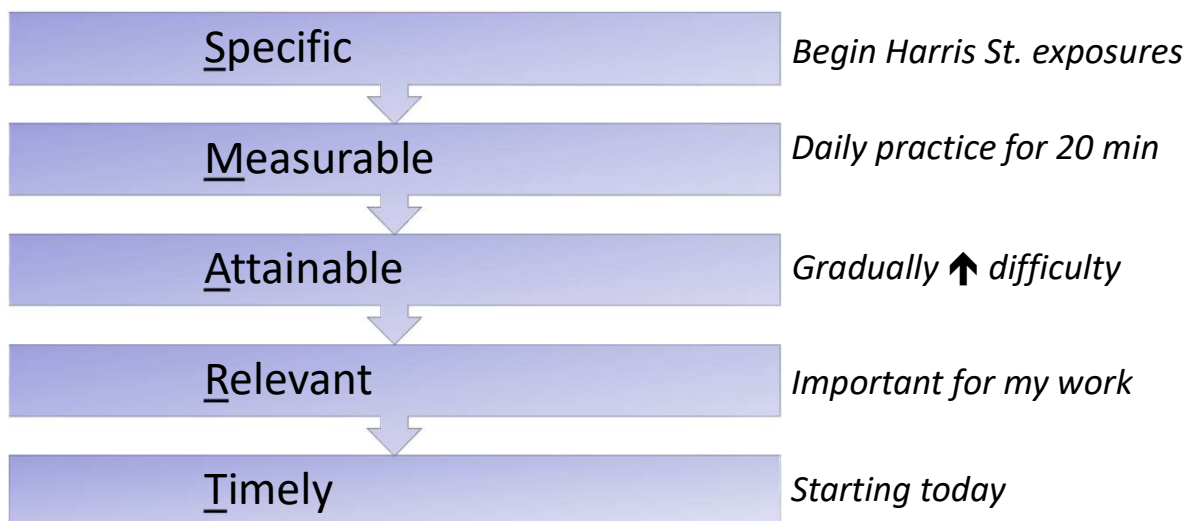 Specific
Begin Harris St. exposures
Measurable
Daily practice for 20 min
Attainable
Gradually 🡅 difficulty
Relevant
Important for my work
Timely
Starting today